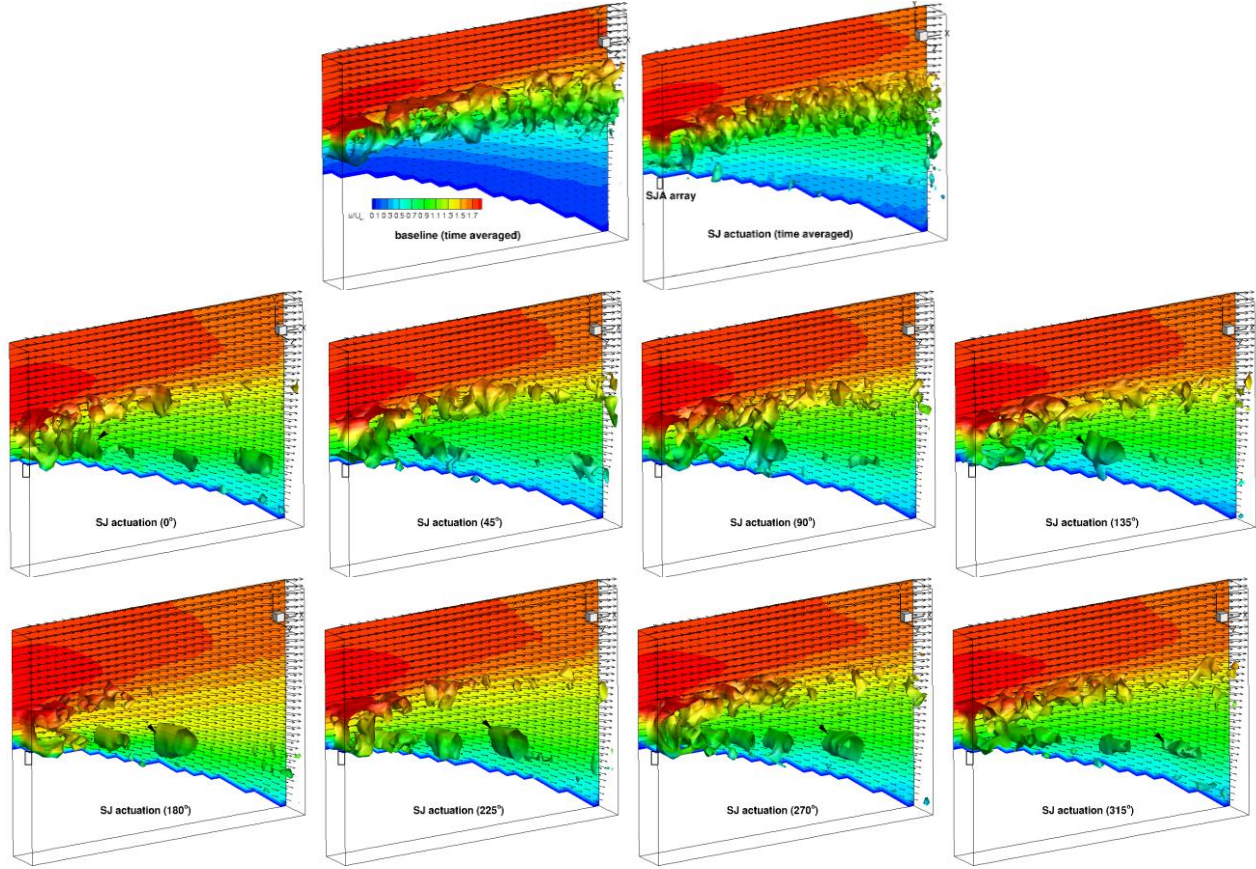 SJA array
u/U∞ 0.1 0.3 0.5 0.7 0.9 1.1 1.3 1.5 1.7
baseline (time averaged)
SJ actuation (time averaged)
SJ actuation (0°)
SJ actuation (45°)
SJ actuation (90°)
SJ actuation (135°)
SJ actuation (180°)
SJ actuation (225°)
SJ actuation (270°)
SJ actuation (315°)